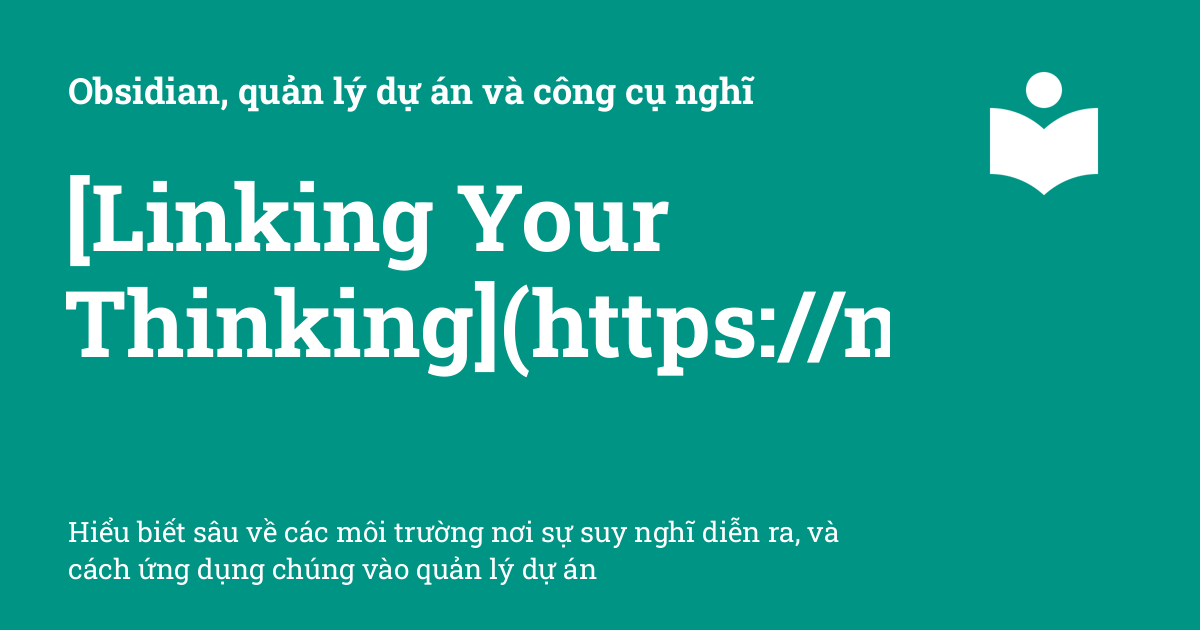 Obsidian, quản lý dự án và công cụ nghĩ
[Linking Your
Thinking](https://n
Hiểu biết sâu về các môi trường nơi sự suy nghĩ diễn ra, và
cách ứng dụng chúng vào quản lý dự án